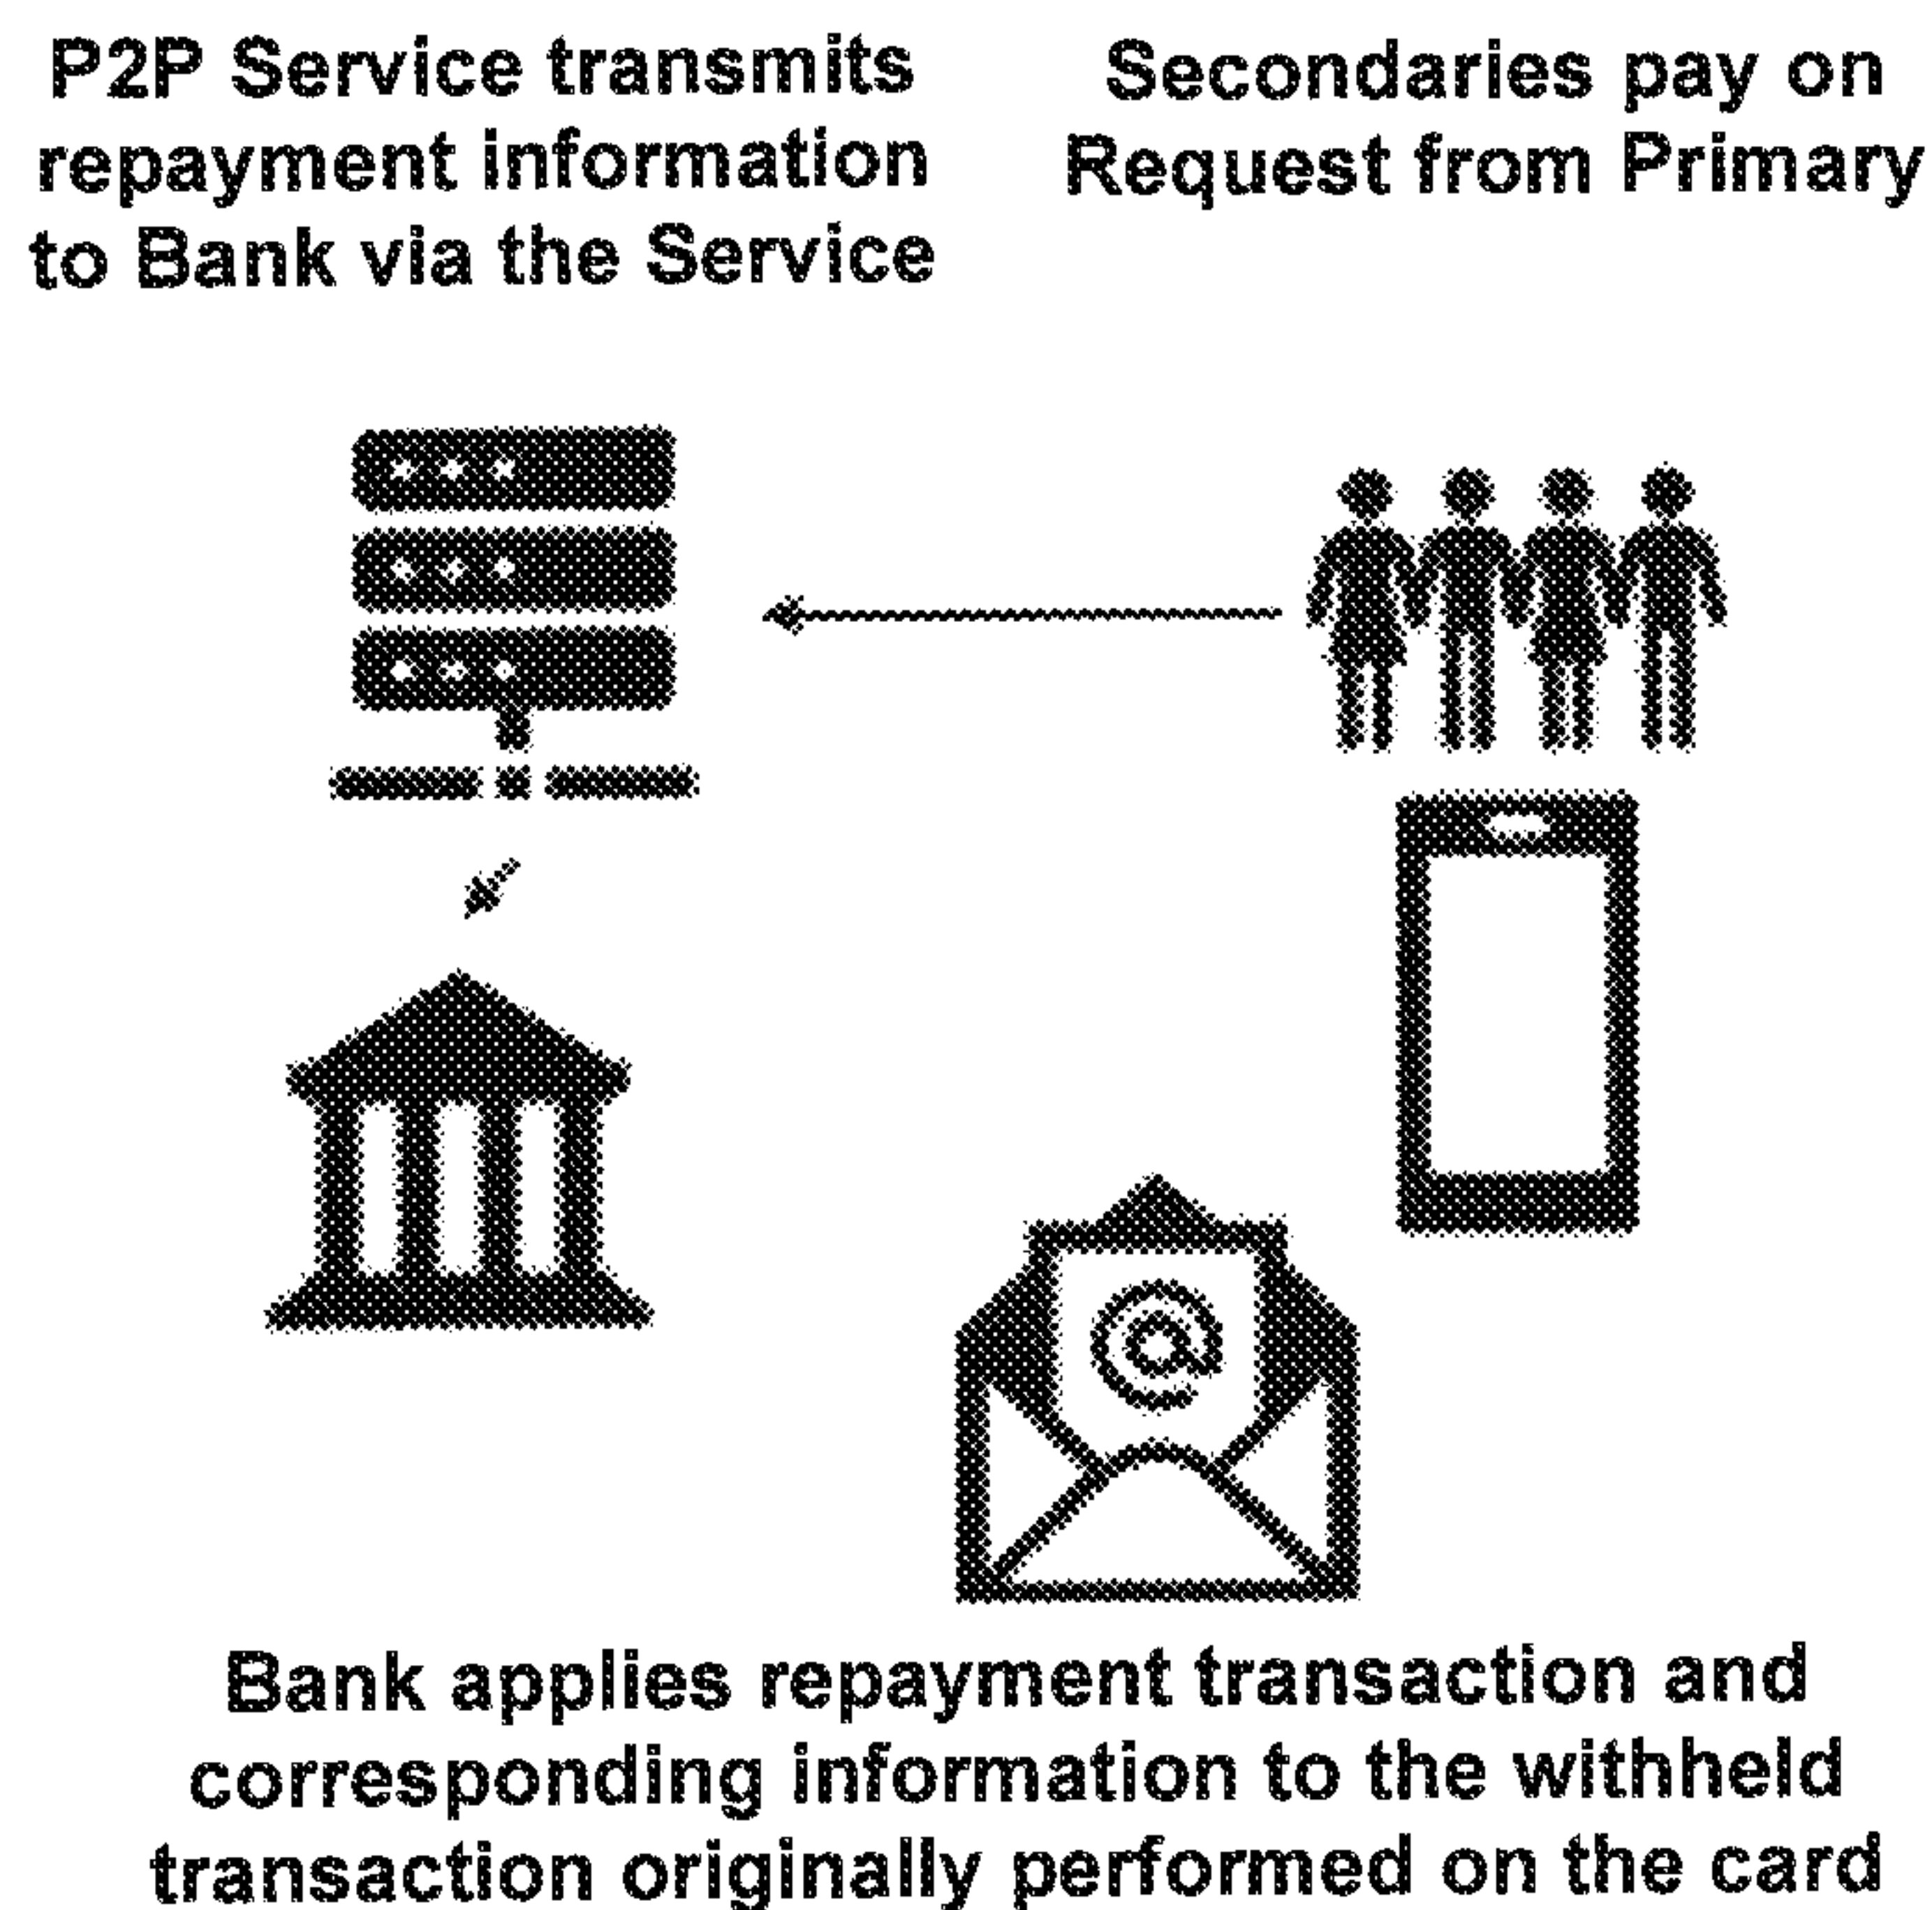 P2P Service transmits
repayment information
to Bank via the Service
Secondaries pay on
Request from Primary
@
Bank applies repayment transaction and
corresponding information to the withheld
transaction originally performed on the card